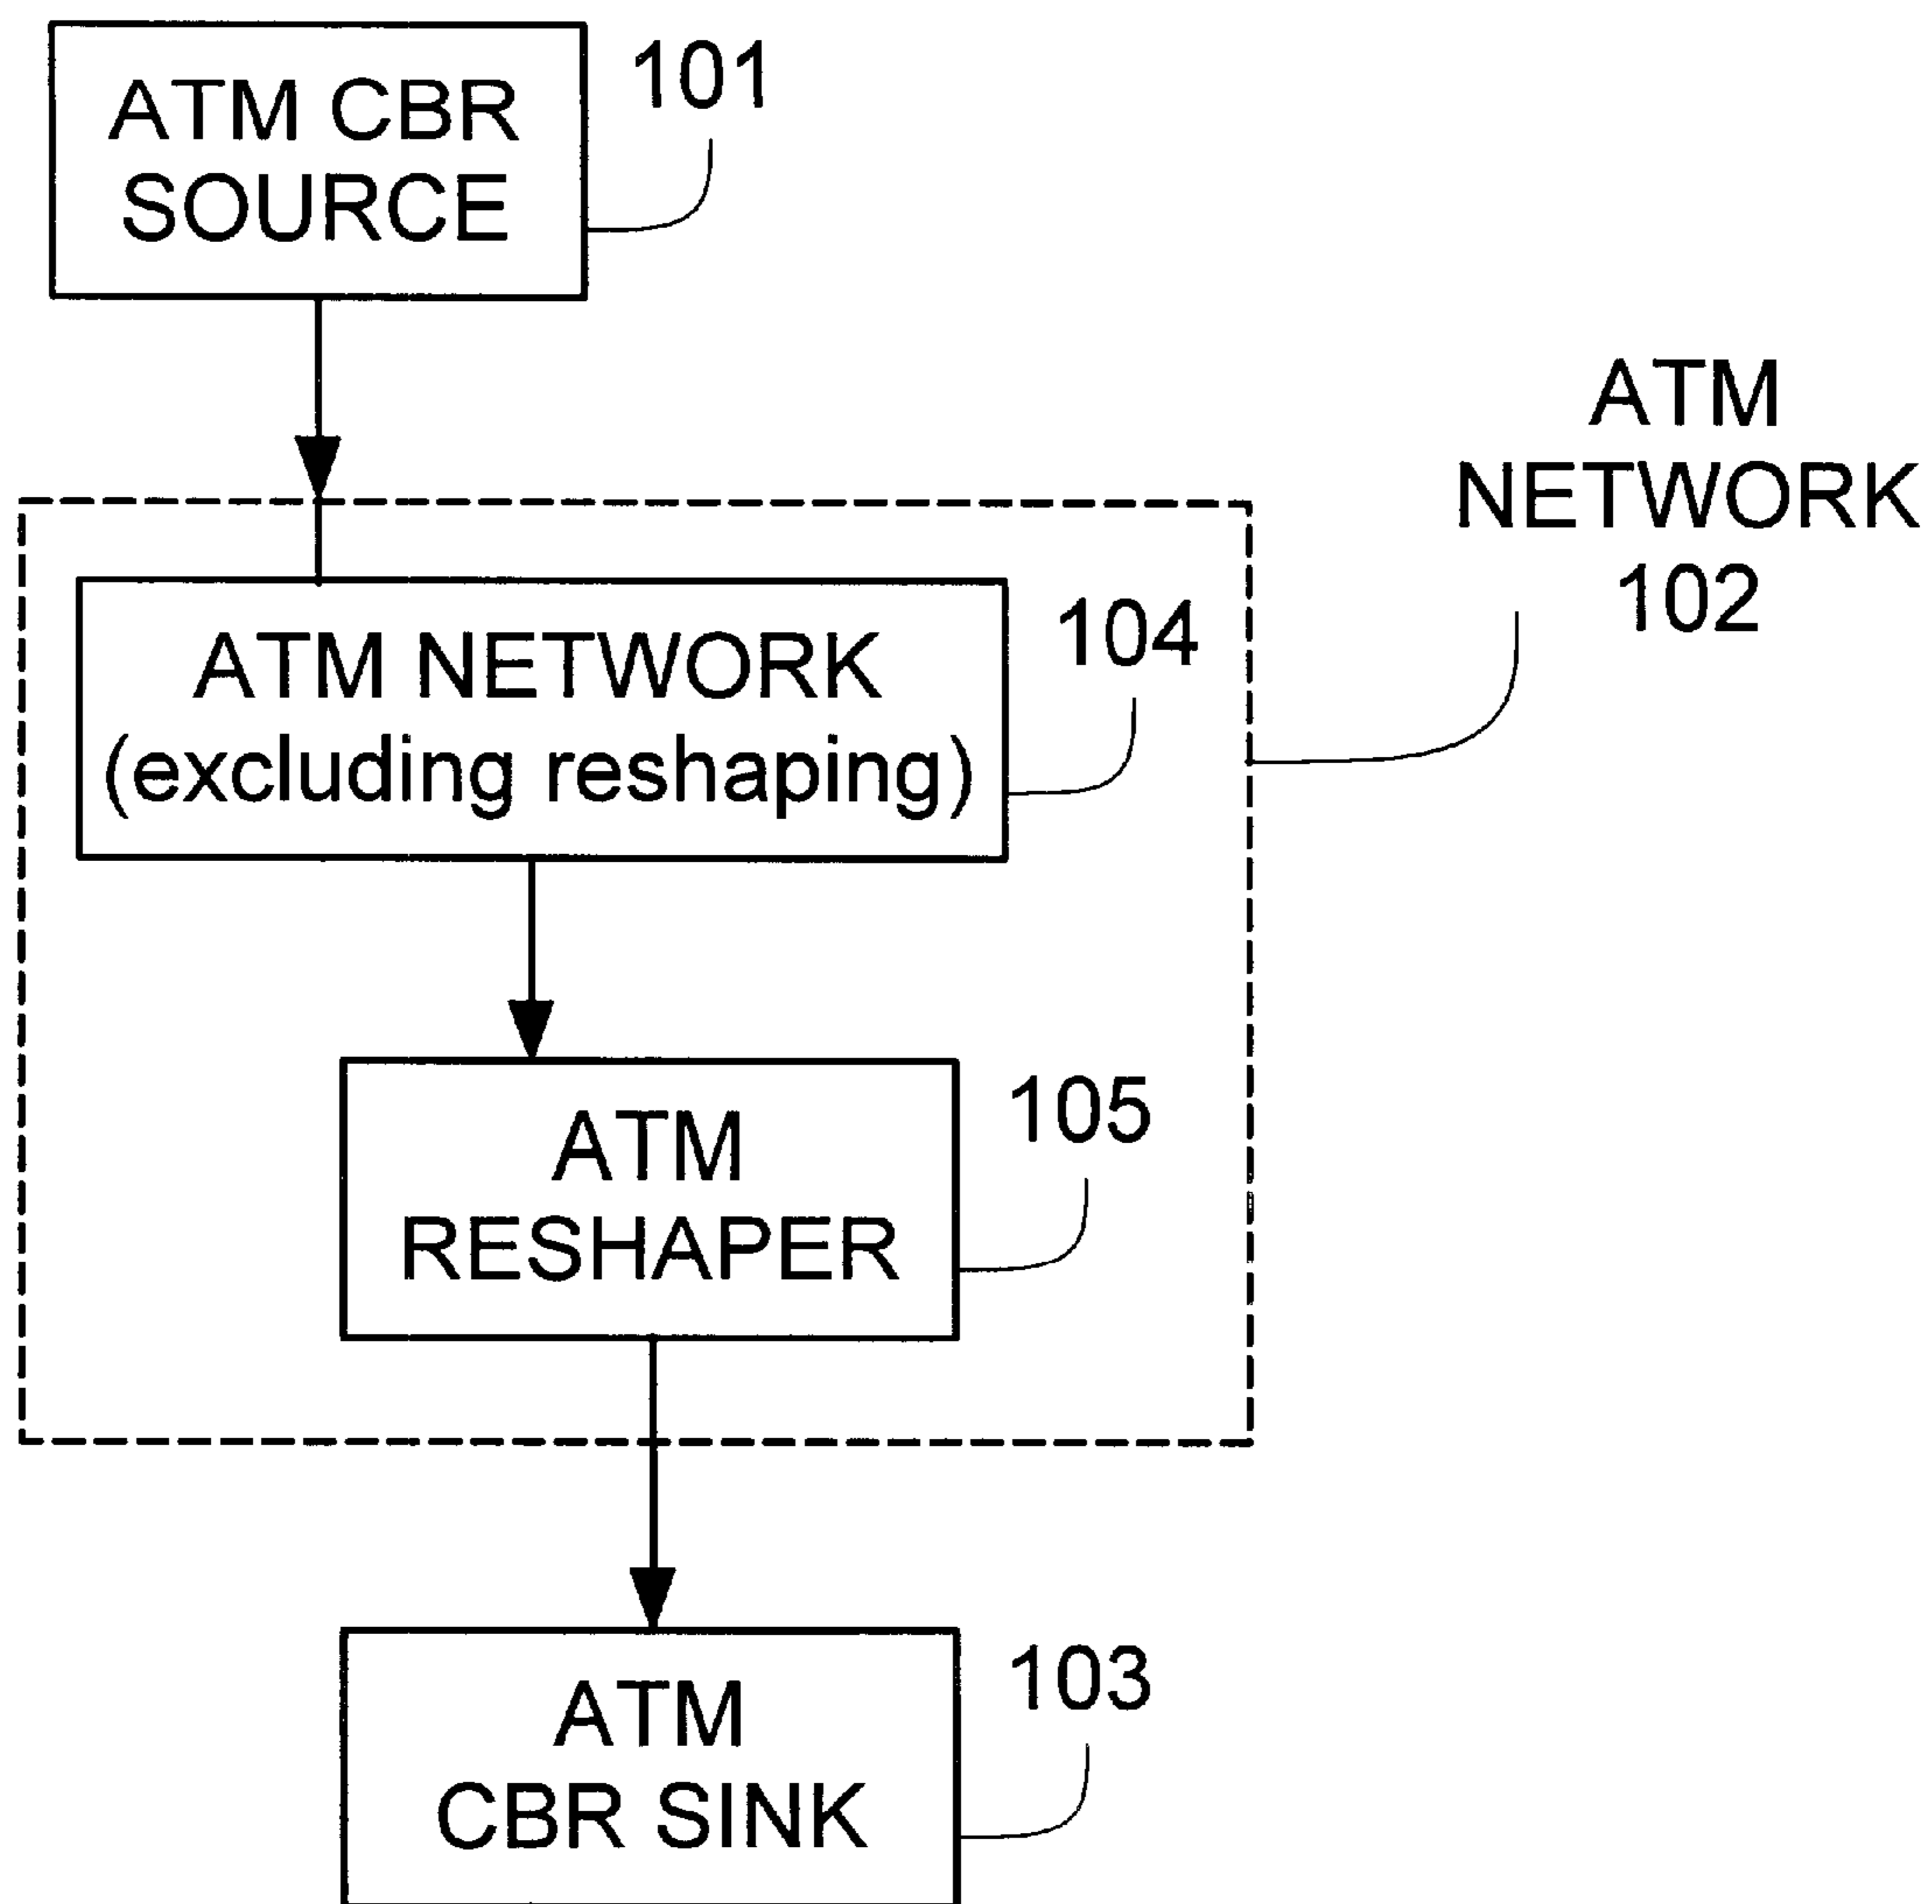 ATM CBR
SOURCE
101
ATM
NETWORK
102
ATM NETWORK
(excluding reshaping)
104
ATM
RESHAPER
105
ATM
CBR SINK
103